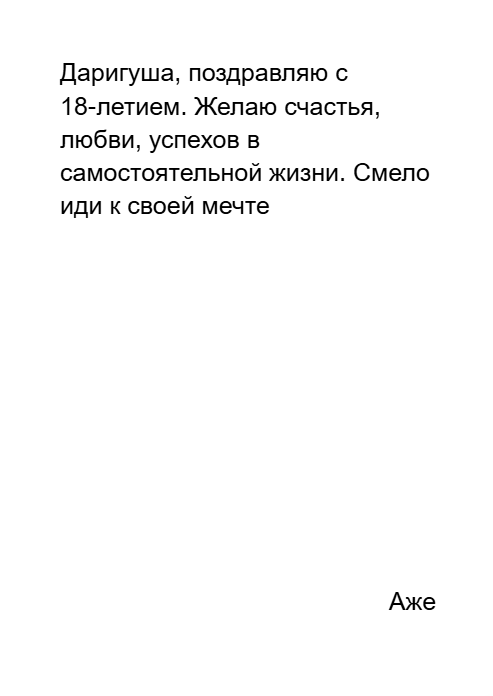 Даригуша, поздравляю с
18-летием. Желаю счастья,
любви, успехов в
самостоятельной жизни. Смело
иди к своей мечте
Аже